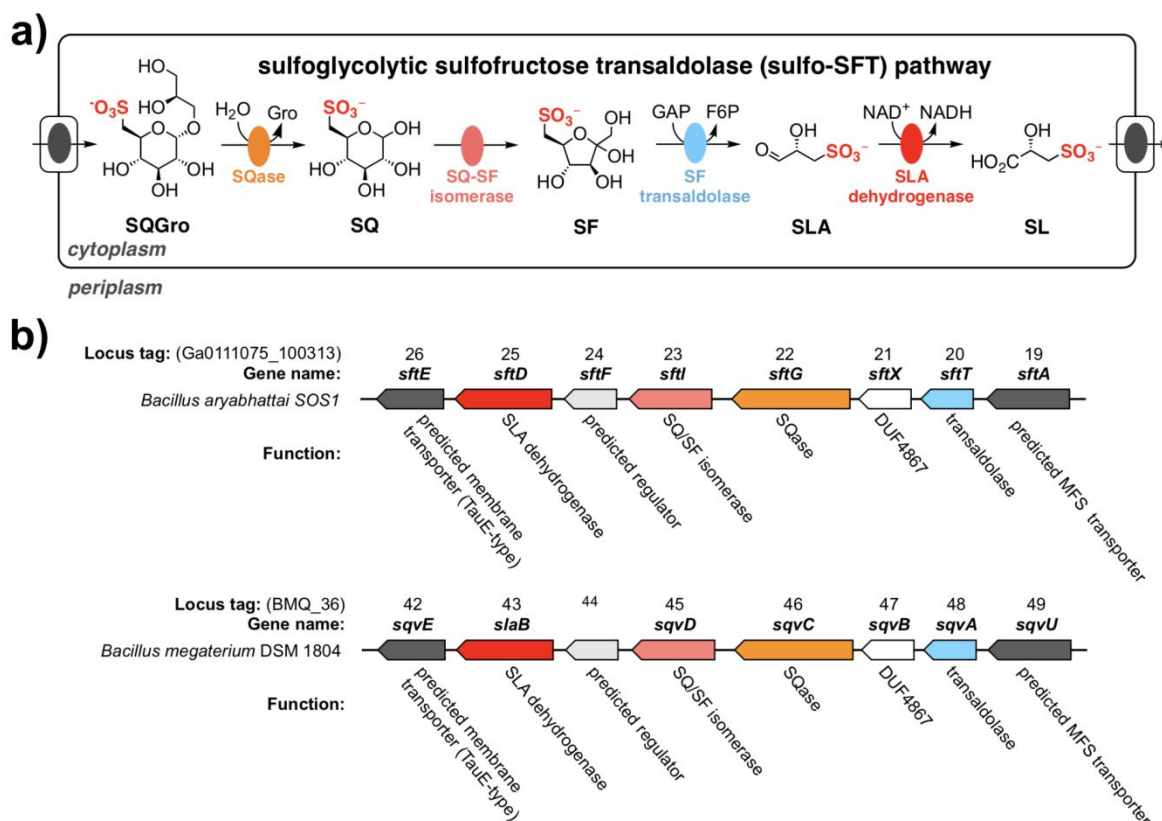 a)
sulfoglycolytic sulfofructose transaldolase (sulfo-SFT) pathway
HO
HO
⁻O3S
O
O
HO
OH
OH
H2O
Gro
SQase
SO3⁻
O
OH
HO
OH
OH
SQ-SF
isomerase
SO3⁻
O
OH
OH
HO
OH
GAP
F6P
SF
transaldolase
OH
O
SO3⁻
NAD⁺
NADH
SLA
dehydrogenase
OH
HO2C
SO3⁻
SQGro
SQ
SF
SLA
SL
cytoplasm
periplasm
b)
Locus tag: (Ga0111075_100313) 26 25 24 23 22 21 20 19
Gene name: sftE sftD sftF sftI sftG sftX sftT sftA
Bacillus aryabhattai SOS1
Function:
predicted membrane
transporter (TauE-type)
SLA dehydrogenase
predicted regulator
SQ/SF isomerase
SQase
DUF4867
transaldolase
predicted MFS transporter
Locus tag: (BMQ_36) 42 43 44 45 46 47 48 49
Gene name: sqvE slaB sqvD sqvC sqvB sqvA sqvU
Bacillus megaterium DSM 1804
Function:
predicted membrane
transporter (TauE-type)
SLA dehydrogenase
predicted regulator
SQ/SF isomerase
SQase
DUF4867
transaldolase
predicted MFS transporter